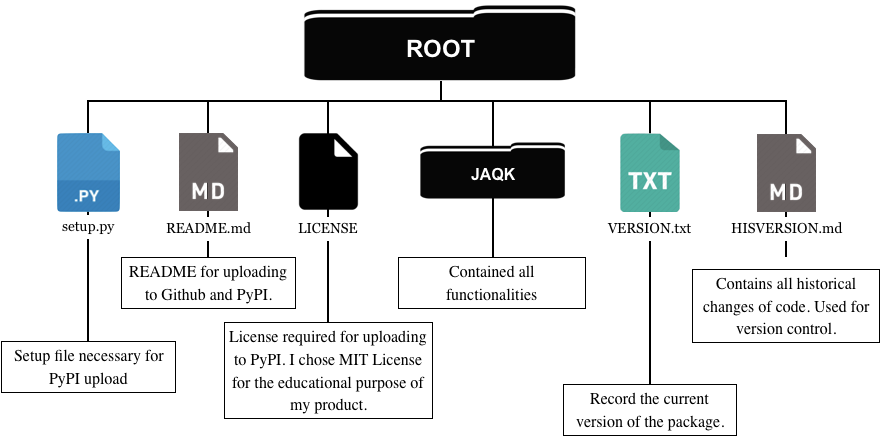 ROOT
.PY
MD
JAQK
TXT
MD
setup.py
README.md
LICENSE
VERSION.txt
HISVERSION.md
README for uploading
to Github and PyPI.
Contained all
functionalities
Contains all historical
changes of code. Used for
version control.
License required for uploading
to PyPI. I chose MIT License
for the educational purpose of
my product.
Setup file necessary for
PyPI upload
Record the current
version of the package.